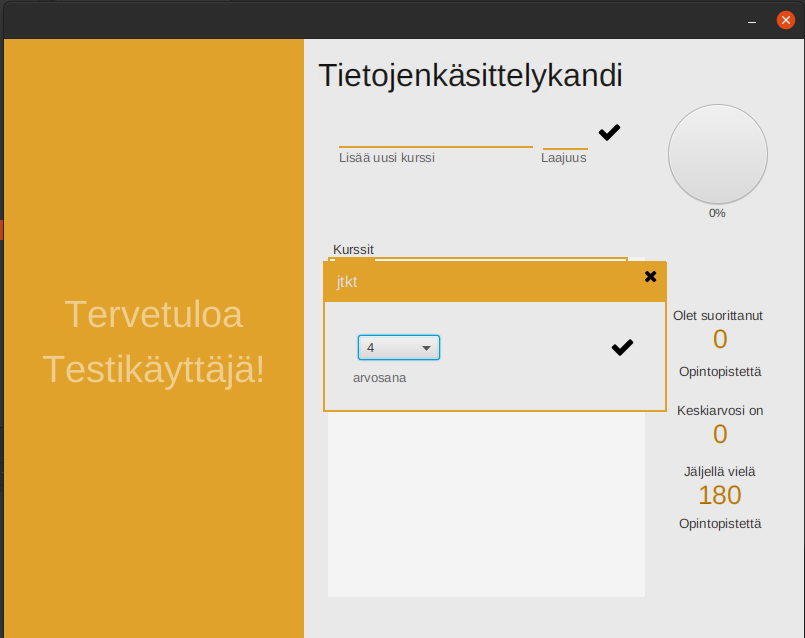 Tervetuloa
Testikäyttäjä!
Tietojenkäsittelykandi
Lisää uusi kurssi
Laajuus
0%
Kurssit
jtkt
4
arvosana
Olet suorittanut
0
Opintopistettä
Keskiarvosi on
0
Jäljellä vielä
180
Opintopistettä